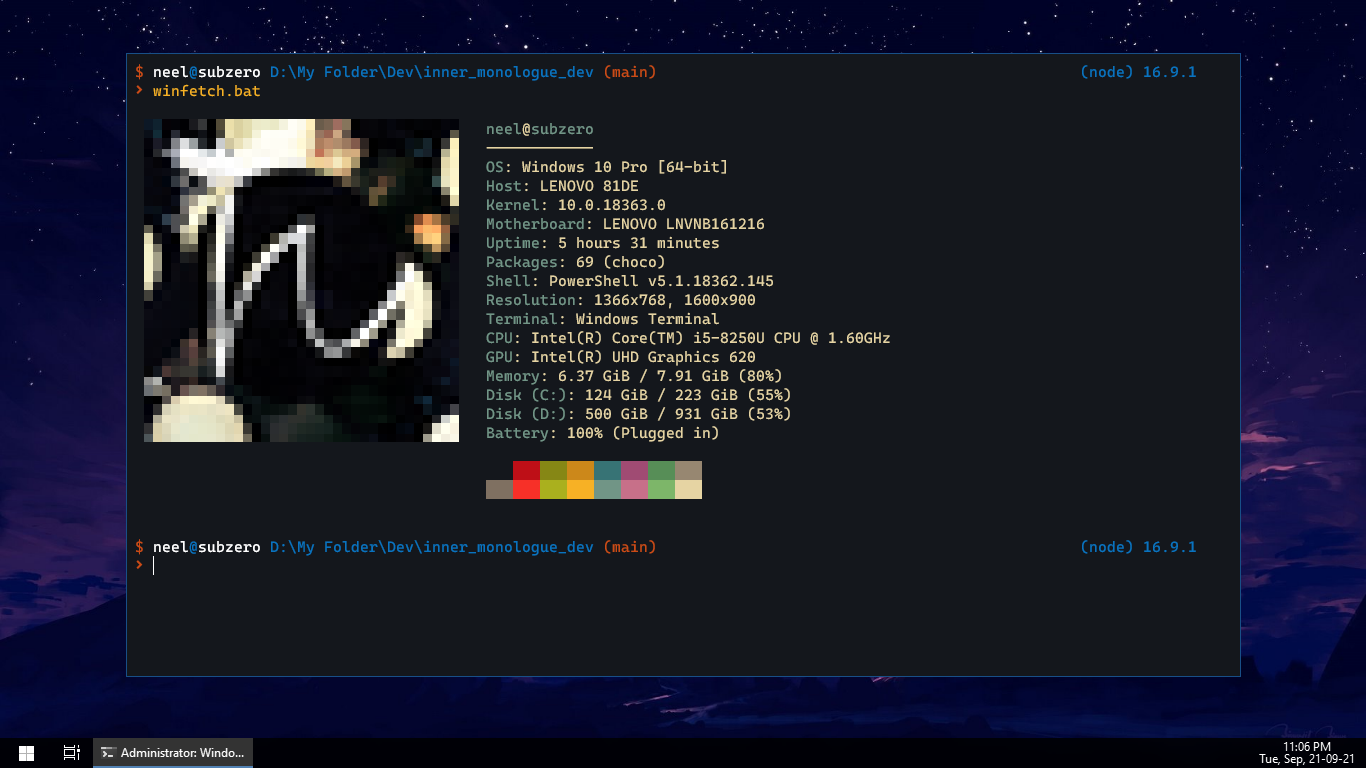 $ neel@subzero D:\My Folder\Dev\inner_monologue_dev (main) (node) 16.9.1
› winfetch.bat
neel@subzero
OS: Windows 10 Pro [64-bit]
Host: LENOVO 81DE
Kernel: 10.0.18363.0
Motherboard: LENOVO LNVNB161216
Uptime: 5 hours 31 minutes
Packages: 69 (choco)
Shell: PowerShell v5.1.18362.145
Resolution: 1366x768, 1600x900
Terminal: Windows Terminal
CPU: Intel(R) Core(TM) i5-8250U CPU @ 1.60GHz
GPU: Intel(R) UHD Graphics 620
Memory: 6.37 GiB / 7.91 GiB (80%)
Disk (C:): 124 GiB / 223 GiB (55%)
Disk (D:): 500 GiB / 931 GiB (53%)
Battery: 100% (Plugged in)
$ neel@subzero D:\My Folder\Dev\inner_monologue_dev (main) (node) 16.9.1
›
Administrator: Windo...
11:06 PM
Tue, Sep, 21-09-21